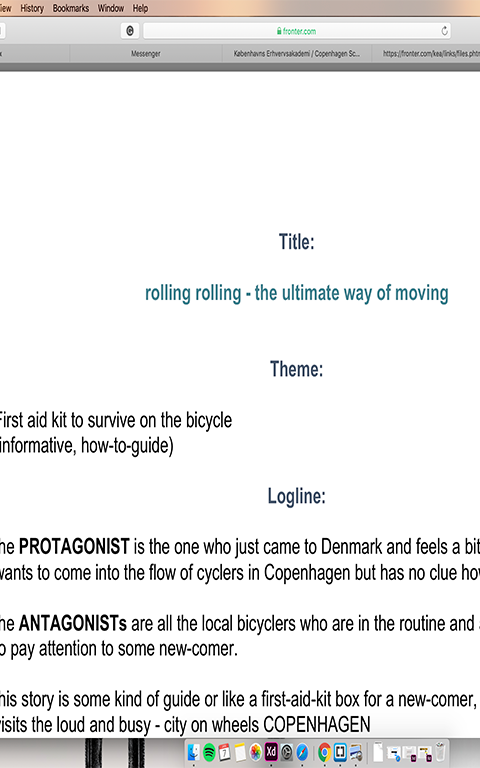 View History Bookmarks Window Help
fronter.com
Messenger Københavns Erhvervsakademi / Copenhagen Sc... https://fronter.com/kea/links/files.phtm
Title:
rolling rolling - the ultimate way of moving
Theme:
First aid kit to survive on the bicycle
informative, how-to-guide)
Logline:
he PROTAGONIST is the one who just came to Denmark and feels a bit
wants to come into the flow of cyclers in Copenhagen but has no clue how
he ANTAGONISTs are all the local bicyclers who are in the routine and
o pay attention to some new-comer.
his story is some kind of guide or like a first-aid-kit box for a new-comer,
visits the loud and busy - city on wheels COPENHAGEN
7
Xd